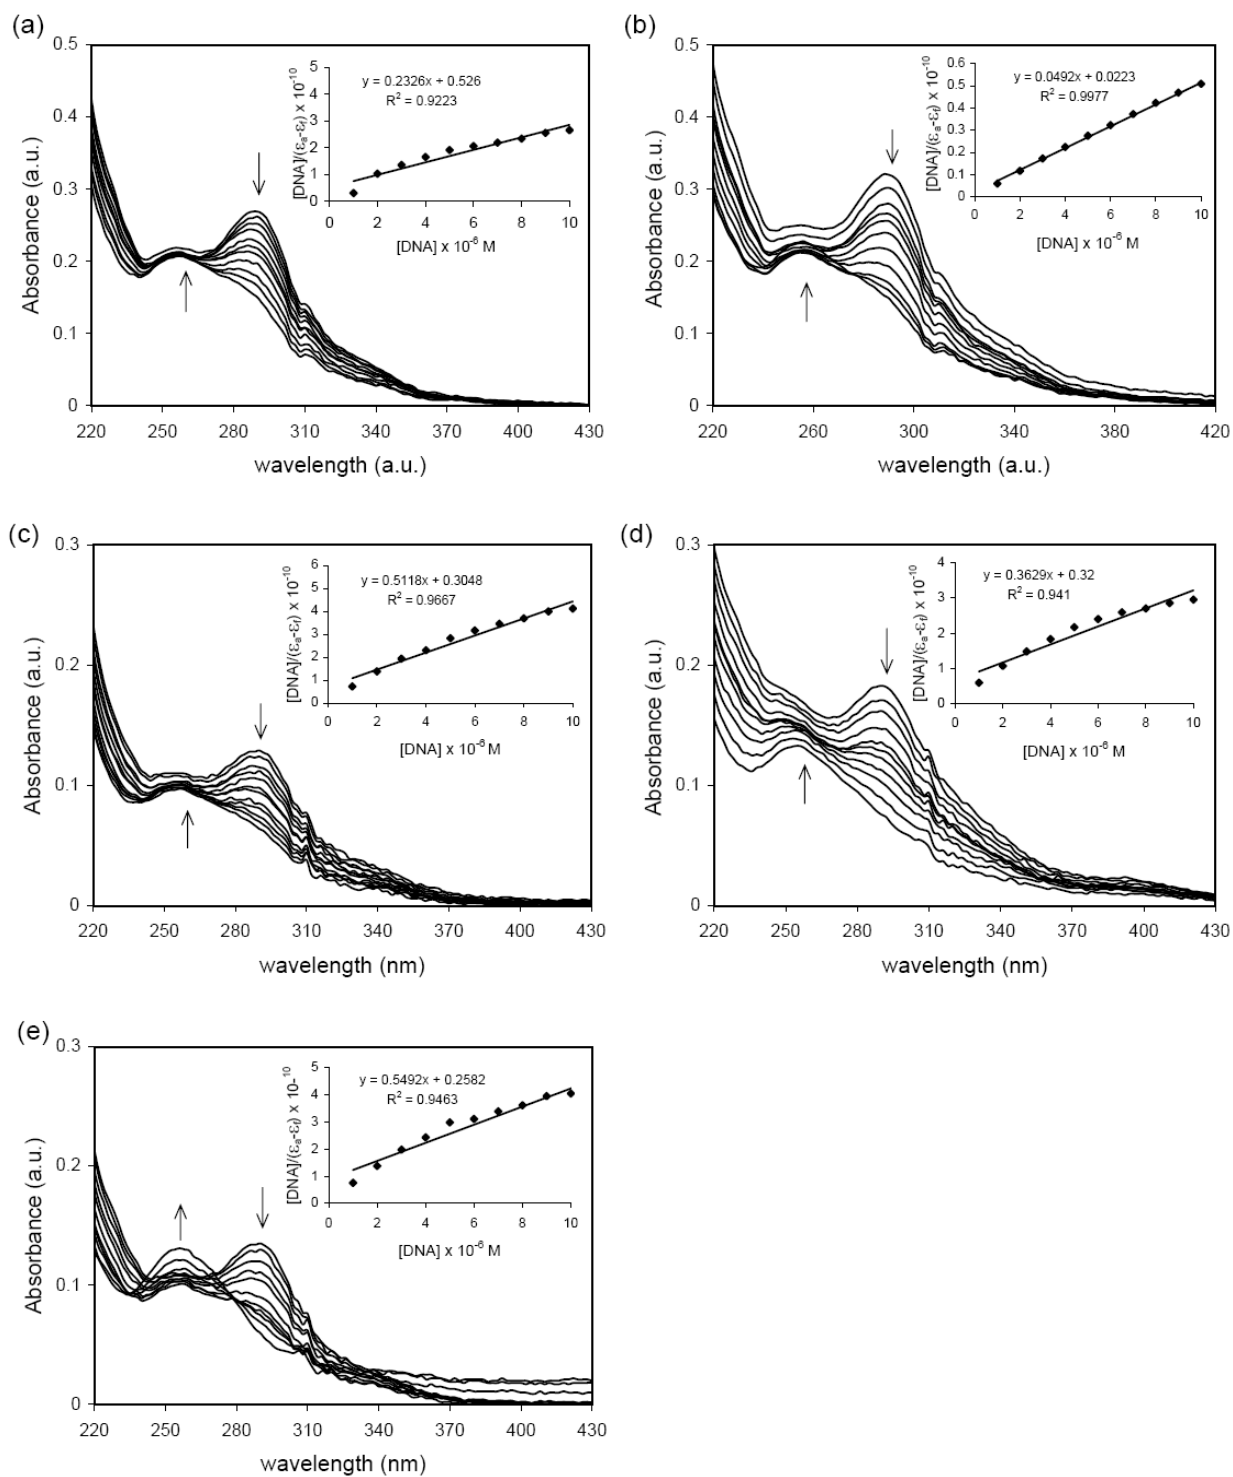 (a)
0.5
0.4
0.3
0.2
0.1
0
Absorbance (a.u.)
220 250 280 310 340 370 400 430
wavelength (a.u.)
y = 0.2326x + 0.526
R² = 0.9223
5
4
3
2
1
0
[DNA]/(εa-εf) x 10⁻¹⁰
0 2 4 6 8 10
[DNA] x 10⁻⁶ M
(b)
0.5
0.4
0.3
0.2
0.1
0
Absorbance (a.u.)
220 260 300 340 380 420
wavelength (a.u.)
y = 0.0492x + 0.0223
R² = 0.9977
0.6
0.5
0.4
0.3
0.2
0.1
0
[DNA]/(εa-εf) x 10⁻¹⁰
0 2 4 6 8 10
[DNA] x 10⁻⁶ M
(c)
0.3
0.2
0.1
0
Absorbance (a.u.)
220 250 280 310 340 370 400 430
wavelength (nm)
y = 0.5118x + 0.3048
R² = 0.9667
6
5
4
3
2
1
0
[DNA]/(εa-εf) x 10⁻¹⁰
0 2 4 6 8 10
[DNA] x 10⁻⁶ M
(d)
0.3
0.2
0.1
0
Absorbance (a.u.)
220 250 280 310 340 370 400 430
wavelength (nm)
y = 0.3629x + 0.32
R² = 0.941
4
3
2
1
0
[DNA]/(εa-εf) x 10⁻¹⁰
0 2 4 6 8 10
[DNA] x 10⁻⁶ M
(e)
0.3
0.2
0.1
0
Absorbance (a.u.)
220 250 280 310 340 370 400 430
wavelength (nm)
y = 0.5492x + 0.2582
R² = 0.9463
5
4
3
2
1
0
[DNA]/(εa-εf) x 10-¹⁰
0 2 4 6 8 10
[DNA] x 10⁻⁶ M